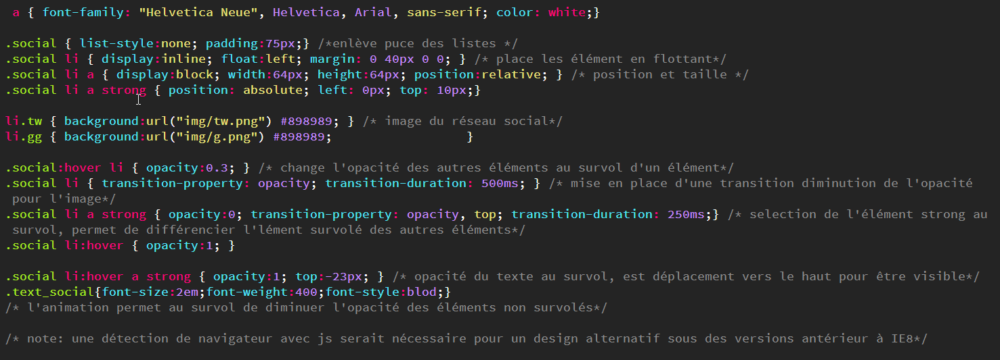 a { font-family: "Helvetica Neue", Helvetica, Arial, sans-serif; color: white;}
.social { list-style:none; padding:75px;} /*enlève puce des listes */
.social li { display:inline; float:left; margin: 0 40px 0 0; } /* place les élément en flottant*/
.social li a { display:block; width:64px; height:64px; position:relative; } /* position et taille */
.social li a strong { position: absolute; left: 0px; top: 10px;}
li.tw { background:url("img/tw.png") #898989; } /* image du réseau social*/
li.gg { background:url("img/g.png") #898989; }
.social:hover li { opacity:0.3; } /* change l'opacité des autres éléments au survol d'un élément*/
.social li { transition-property: opacity; transition-duration: 500ms; } /* mise en place d'une transition diminution de l'opacité
pour l'image*/
.social li a strong { opacity:0; transition-property: opacity, top; transition-duration: 250ms;} /* selection de l'élément strong au
survol, permet de différencier l'lément survolé des autres éléments*/
.social li:hover { opacity:1; }
.social li:hover a strong { opacity:1; top:-23px; } /* opacité du texte au survol, est déplacement vers le haut pour être visible*/
.text_social{font-size:2em;font-weight:400;font-style:blod;}
/* l'animation permet au survol de diminuer l'opacité des éléments non survolés*/
/* note: une détection de navigateur avec js serait nécessaire pour un design alternatif sous des versions antérieur à IE8*/